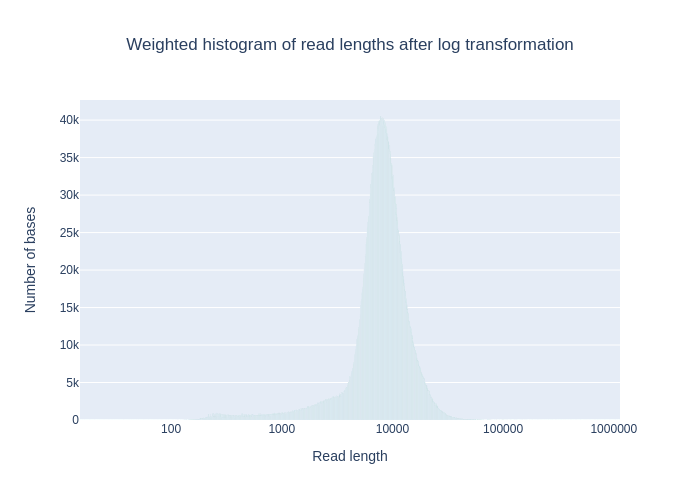 Weighted histogram of read lengths after log transformation
40k
35k
30k
25k
20k
15k
10k
5k
0
Number of bases
100 1000 10000 100000 1000000
Read length